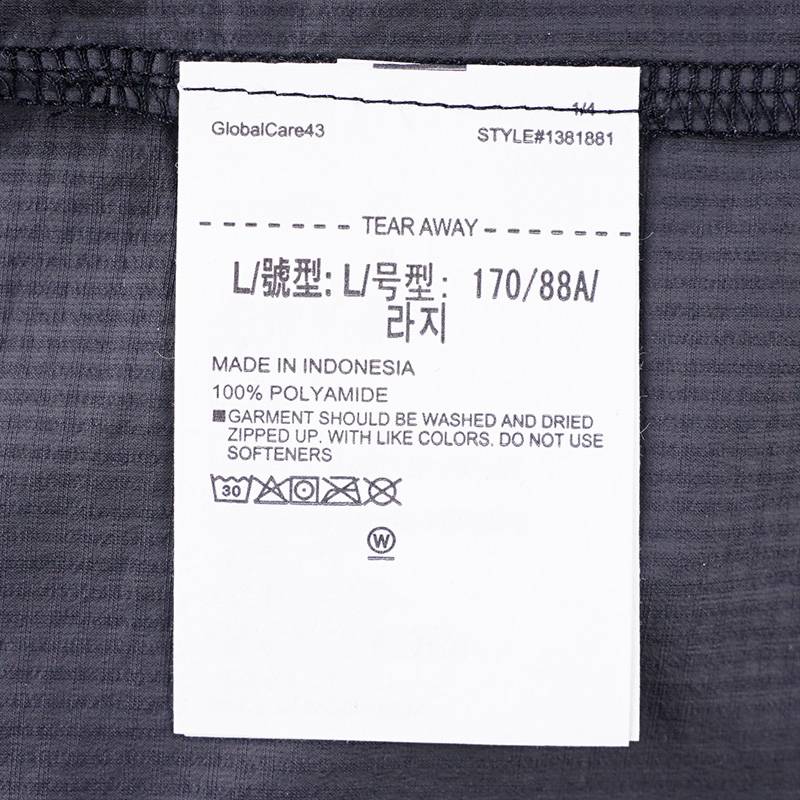 1/4
GlobalCare43
STYLE#1381881
TEAR AWAY
L/號型: L/号型: 170/88A/
라지
MADE IN INDONESIA
100% POLYAMIDE
■GARMENT SHOULD BE WASHED AND DRIED
ZIPPED UP. WITH LIKE COLORS. DO NOT USE
SOFTENERS
30
W